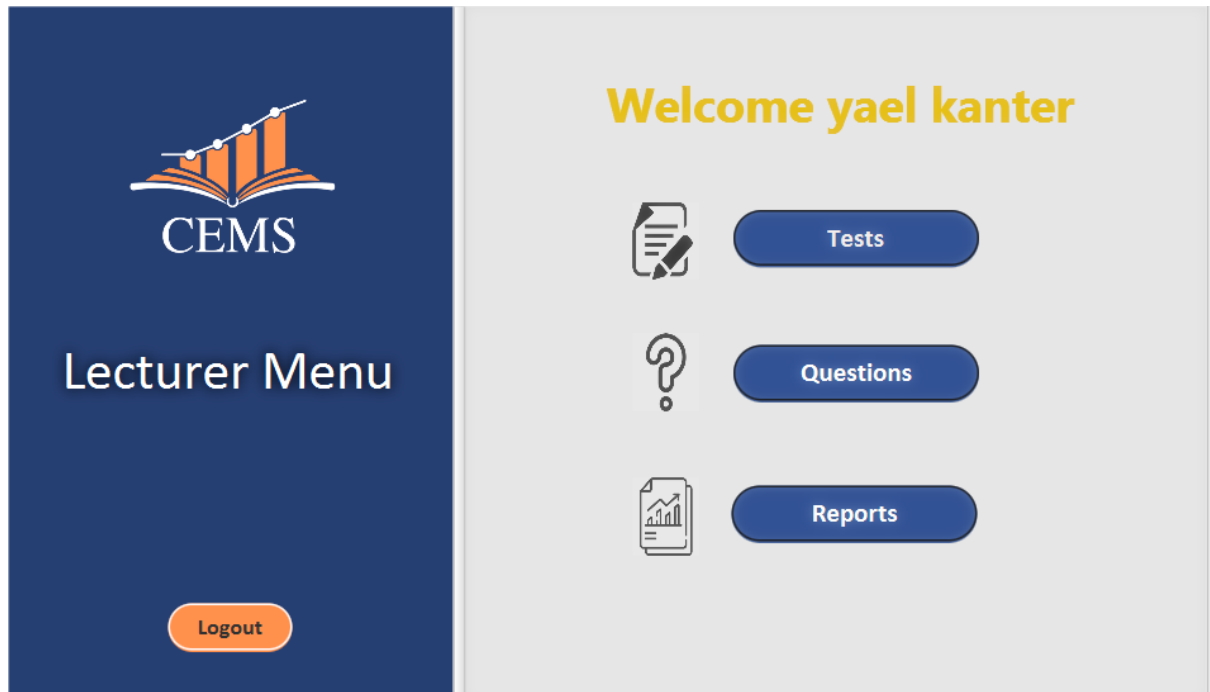 CEMS
Lecturer Menu
Logout
Welcome yael kanter
Tests
Questions
Reports